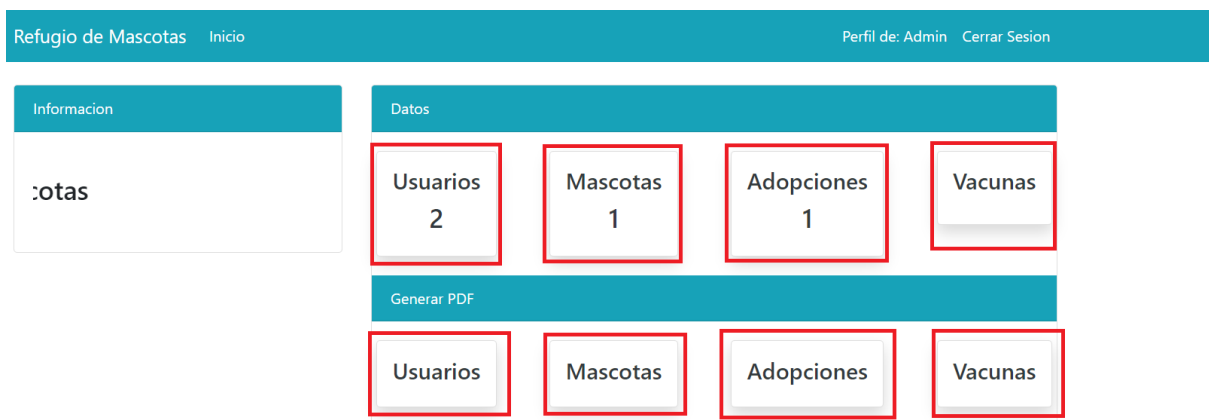 Refugio de Mascotas Inicio Perfil de: Admin Cerrar Sesion
Informacion
cotas
Datos
Usuarios
2
Mascotas
1
Adopciones
1
Vacunas
Generar PDF
Usuarios
Mascotas
Adopciones
Vacunas